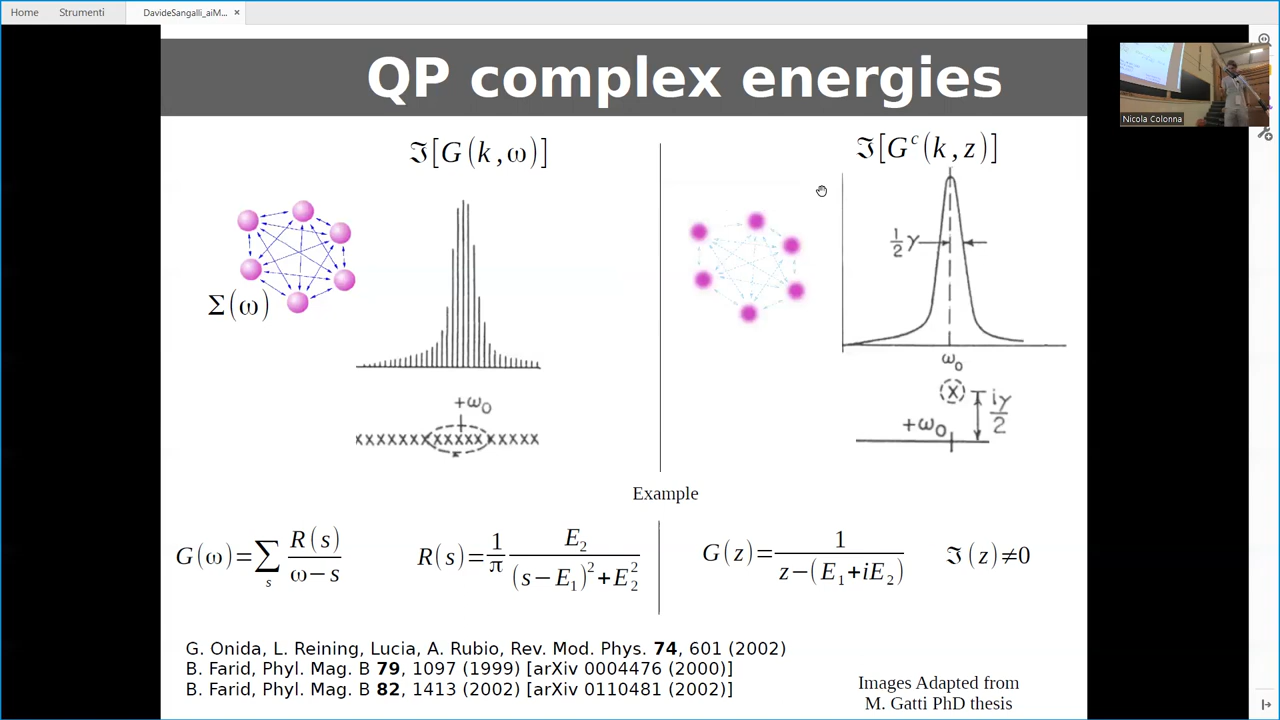 Home
Strumenti
DavideSangalli_aiM...
×
QP complex energies
ℑ[G(k,ω)]
ℑ[Gᶜ(k,z)]
Σ(ω)
½γ
ω₀
+ω₀
xxxxxxxxxxxxxxxxxxxx
x
iγ/2
+ω₀
Example
G(ω)=∑ₛ R(s)/(ω−s)
R(s)=1/π E₂/((s−E₁)²+E₂²)
G(z)=1/(z−(E₁+iE₂))
ℑ(z)≠0
G. Onida, L. Reining, Lucia, A. Rubio, Rev. Mod. Phys. 74, 601 (2002)
B. Farid, Phyl. Mag. B 79, 1097 (1999) [arXiv 0004476 (2000)]
B. Farid, Phyl. Mag. B 82, 1413 (2002) [arXiv 0110481 (2002)]
Images Adapted from
M. Gatti PhD thesis
Nicola Colonna